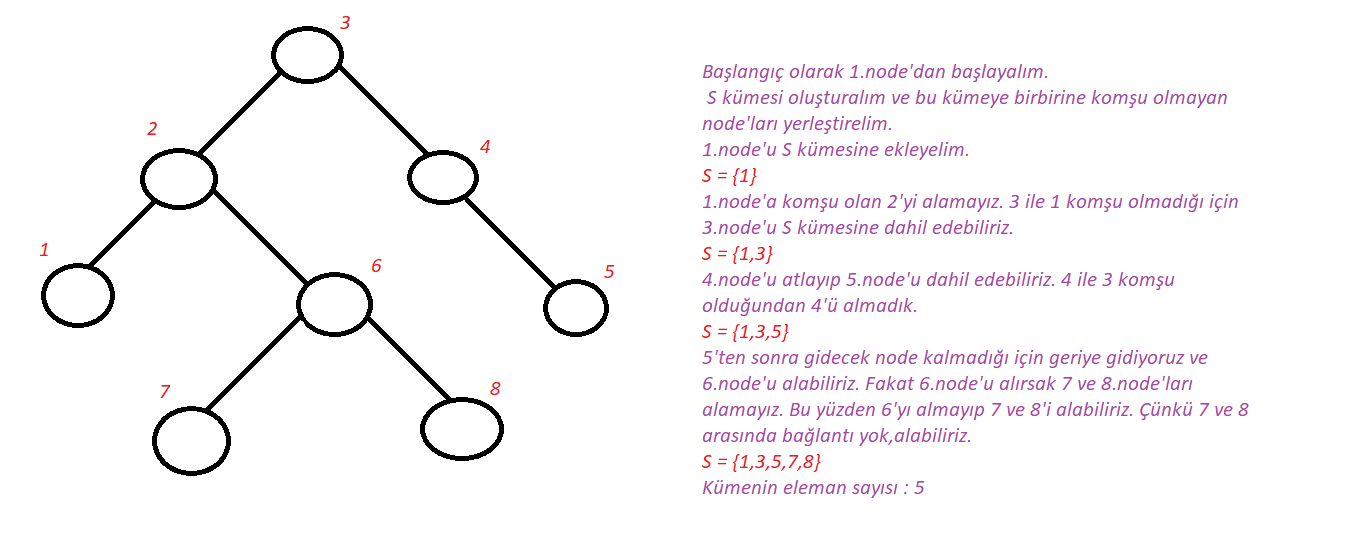 3
2
4
1
6
5
7
8
Başlangıç olarak 1.node'dan başlayalım.
S kümesi oluşturalım ve bu kümeye birbirine komşu olmayan
node'ları yerleştirelim.
1.node'u S kümesine ekleyelim.
S = {1}
1.node'a komşu olan 2'yi alamayız. 3 ile 1 komşu olmadığı için
3.node'u S kümesine dahil edebiliriz.
S = {1,3}
4.node'u atlayıp 5.node'u dahil edebiliriz. 4 ile 3 komşu
olduğundan 4'ü almadık.
S = {1,3,5}
5'ten sonra gidecek node kalmadığı için geriye gidiyoruz ve
6.node'u alabiliriz. Fakat 6.node'u alırsak 7 ve 8.node'ları
alamayız. Bu yüzden 6'yı almayıp 7 ve 8'i alabiliriz. Çünkü 7 ve 8
arasında bağlantı yok,alabiliriz.
S = {1,3,5,7,8}
Kümenin eleman sayısı : 5